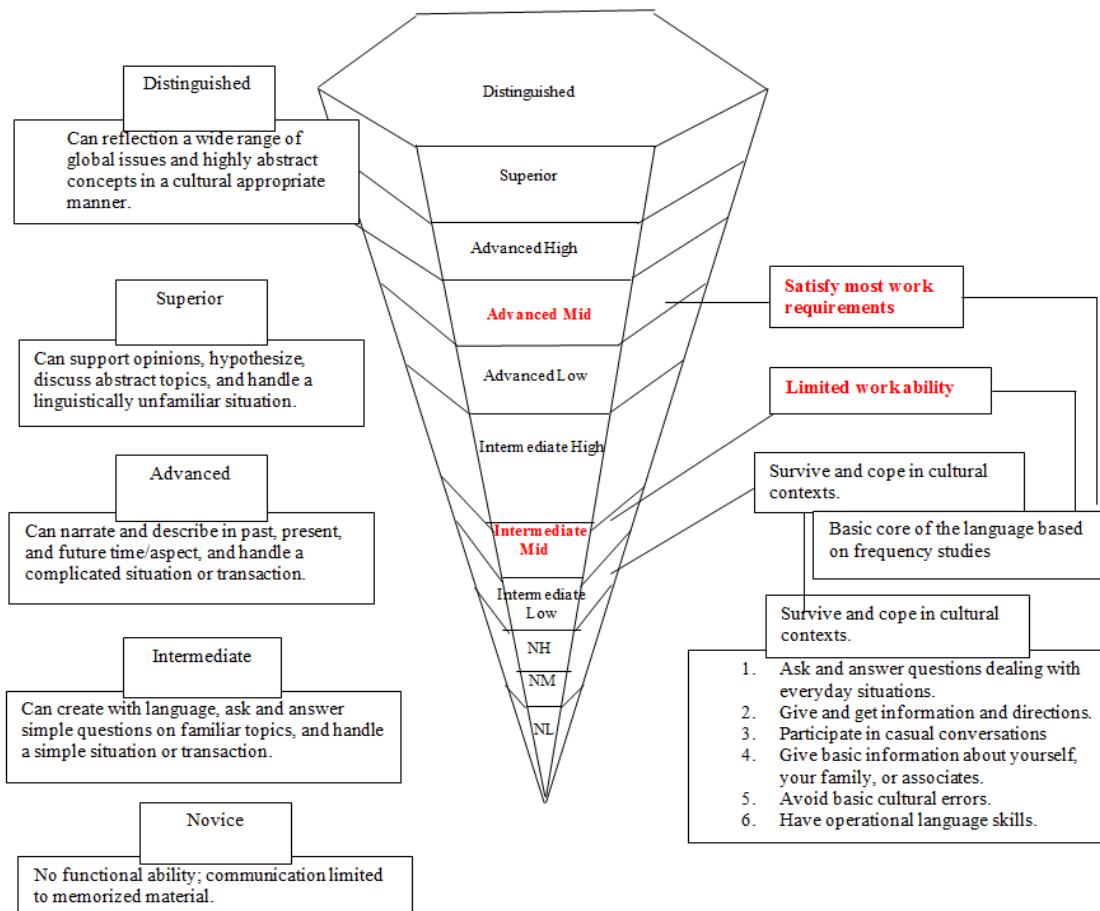 Distinguished
Can reflection a wide range of
global issues and highly abstract
concepts in a cultural appropriate
manner.
Superior
Can support opinions, hypothesize,
discuss abstract topics, and handle a
linguistically unfamiliar situation.
Advanced
Can narrate and describe in past, present,
and future time/aspect, and handle a
complicated situation or transaction.
Intermediate
Can create with language, ask and answer
simple questions on familiar topics, and handle
a simple situation or transaction.
Novice
No functional ability; communication limited
to memorized material.
Distinguished
Superior
Advanced High
Advanced Mid
Advanced Low
Intermediate High
Intermediate
Mid
Intermediate
Low
NH
NM
NL
Satisfy most work
requirements
Limited workability
Survive and cope in cultural
contexts.
Basic core of the language based
on frequency studies
Survive and cope in cultural
contexts.
1. Ask and answer questions dealing with
everyday situations.
2. Give and get information and directions.
3. Participate in casual conversations
4. Give basic information about yourself,
your family, or associates.
5. Avoid basic cultural errors.
6. Have operational language skills.